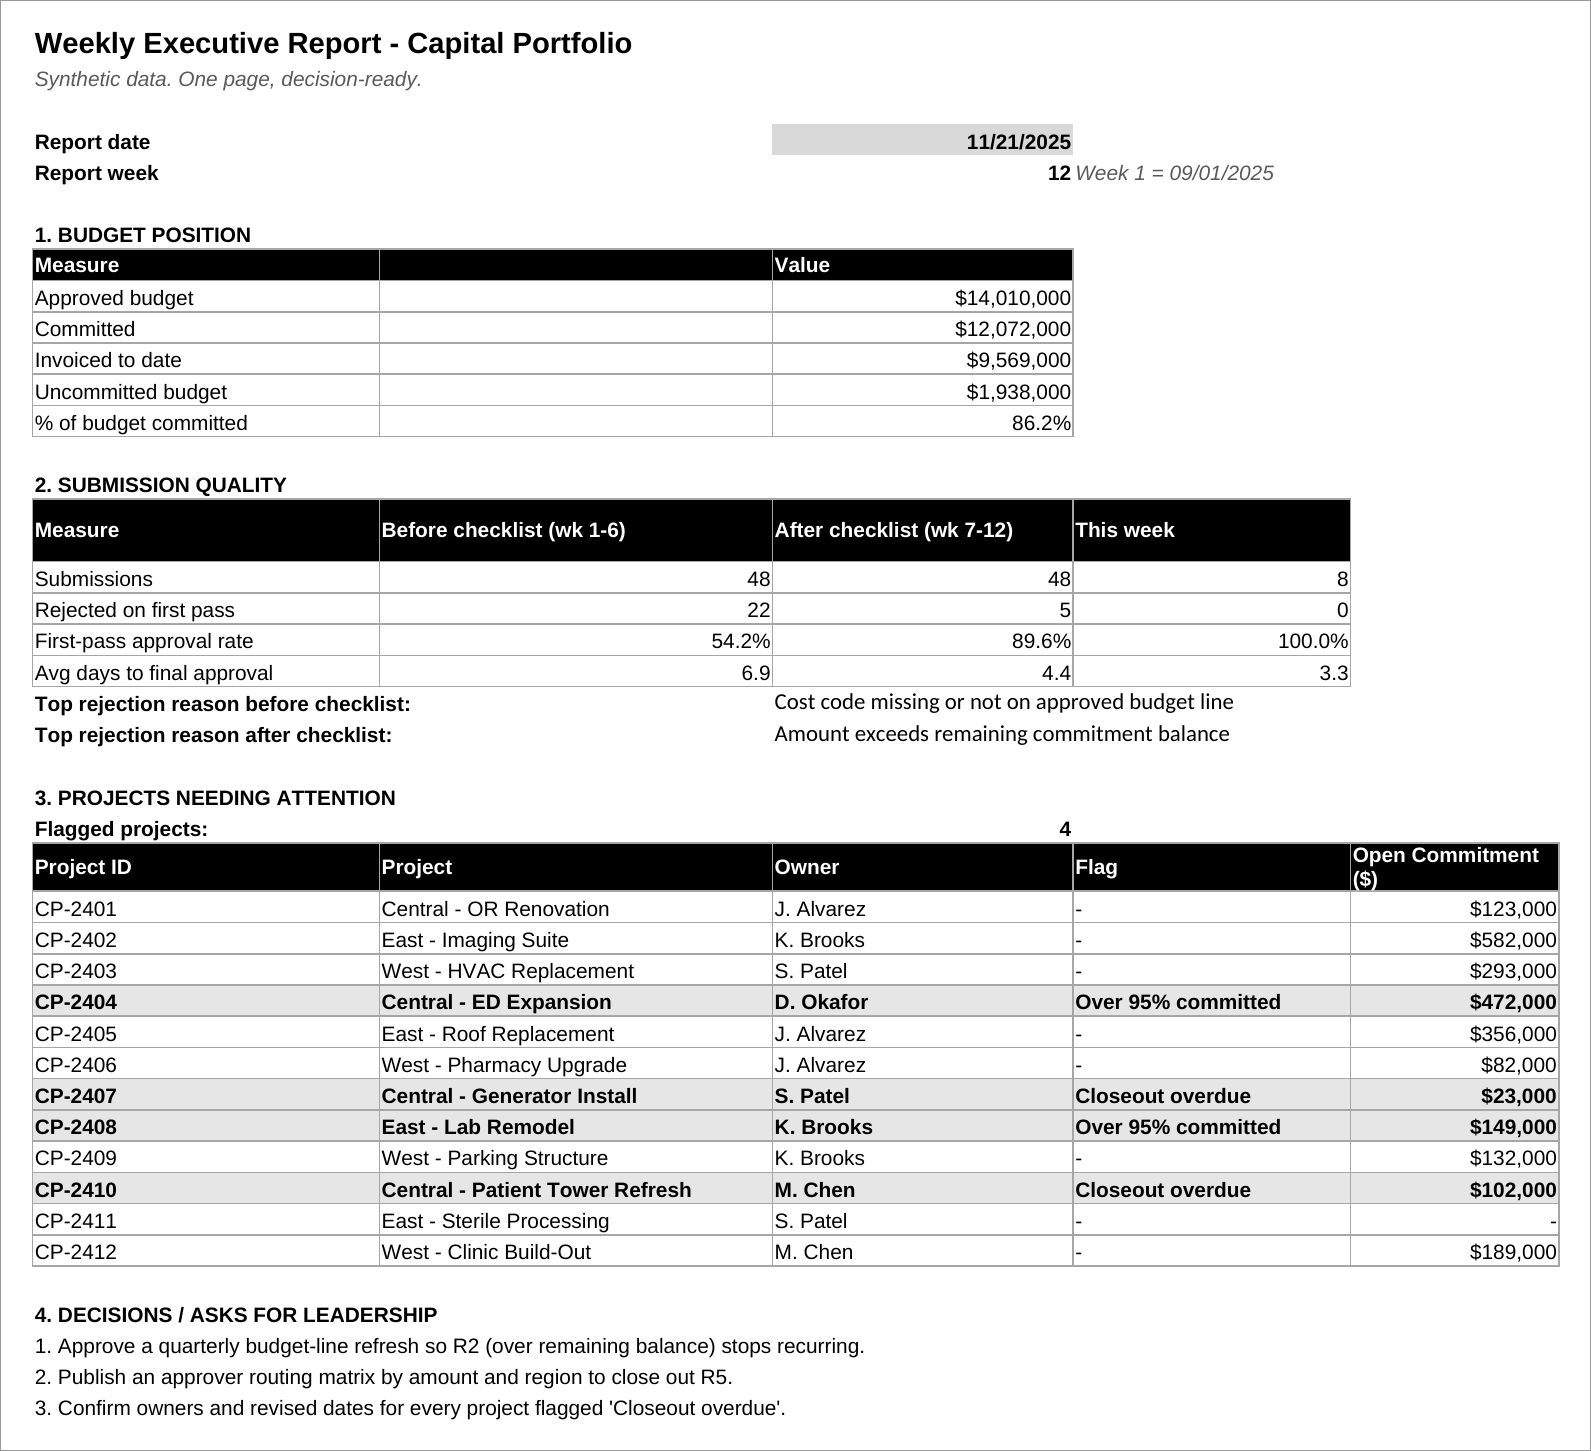 Weekly Executive Report - Capital Portfolio
Synthetic data. One page, decision-ready.
Report date 11/21/2025
Report week 12 Week 1 = 09/01/2025
1. BUDGET POSITION
Measure Value
Approved budget $14,010,000
Committed $12,072,000
Invoiced to date $9,569,000
Uncommitted budget $1,938,000
% of budget committed 86.2%
2. SUBMISSION QUALITY
Measure Before checklist (wk 1-6) After checklist (wk 7-12) This week
Submissions 48 48 8
Rejected on first pass 22 5 0
First-pass approval rate 54.2% 89.6% 100.0%
Avg days to final approval 6.9 4.4 3.3
Top rejection reason before checklist: Cost code missing or not on approved budget line
Top rejection reason after checklist: Amount exceeds remaining commitment balance
3. PROJECTS NEEDING ATTENTION
Flagged projects: 4
Project ID Project Owner Flag Open Commitment ($)
CP-2401 Central - OR Renovation J. Alvarez - $123,000
CP-2402 East - Imaging Suite K. Brooks - $582,000
CP-2403 West - HVAC Replacement S. Patel - $293,000
CP-2404 Central - ED Expansion D. Okafor Over 95% committed $472,000
CP-2405 East - Roof Replacement J. Alvarez - $356,000
CP-2406 West - Pharmacy Upgrade J. Alvarez - $82,000
CP-2407 Central - Generator Install S. Patel Closeout overdue $23,000
CP-2408 East - Lab Remodel K. Brooks Over 95% committed $149,000
CP-2409 West - Parking Structure K. Brooks - $132,000
CP-2410 Central - Patient Tower Refresh M. Chen Closeout overdue $102,000
CP-2411 East - Sterile Processing S. Patel - -
CP-2412 West - Clinic Build-Out M. Chen - $189,000
4. DECISIONS / ASKS FOR LEADERSHIP
1. Approve a quarterly budget-line refresh so R2 (over remaining balance) stops recurring.
2. Publish an approver routing matrix by amount and region to close out R5.
3. Confirm owners and revised dates for every project flagged 'Closeout overdue'.